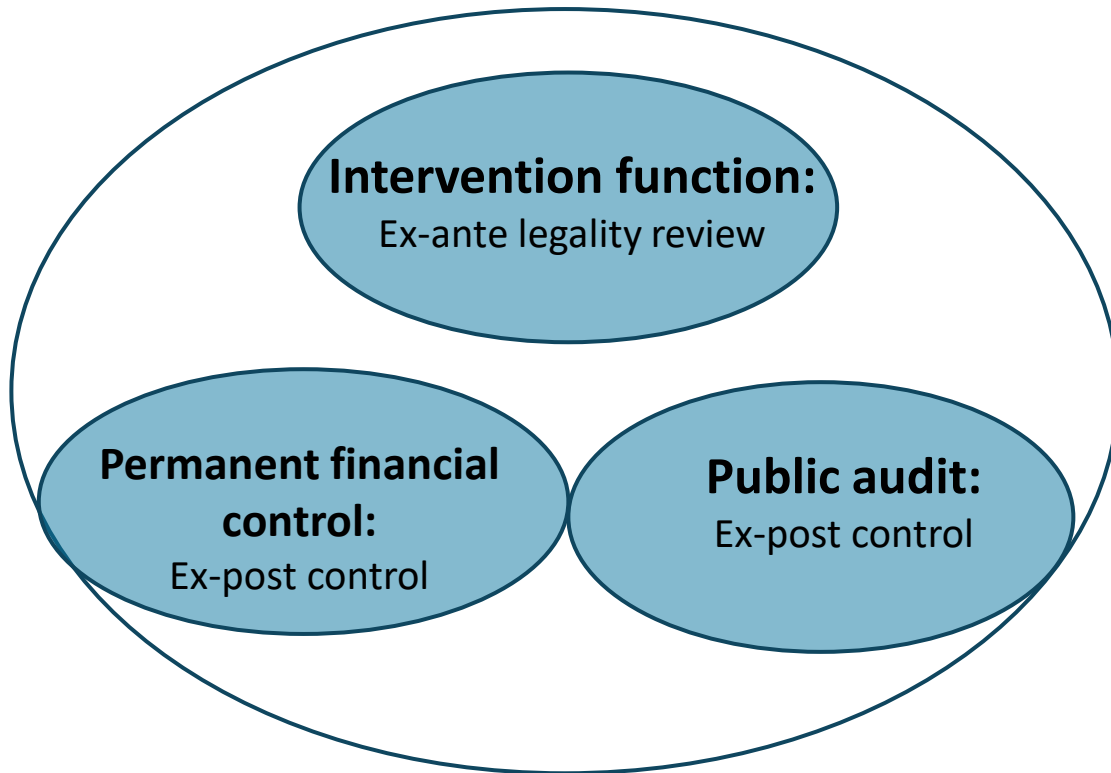 Intervention function:
Ex-ante legality review
Permanent financial
control:
Ex-post control
Public audit:
Ex-post control